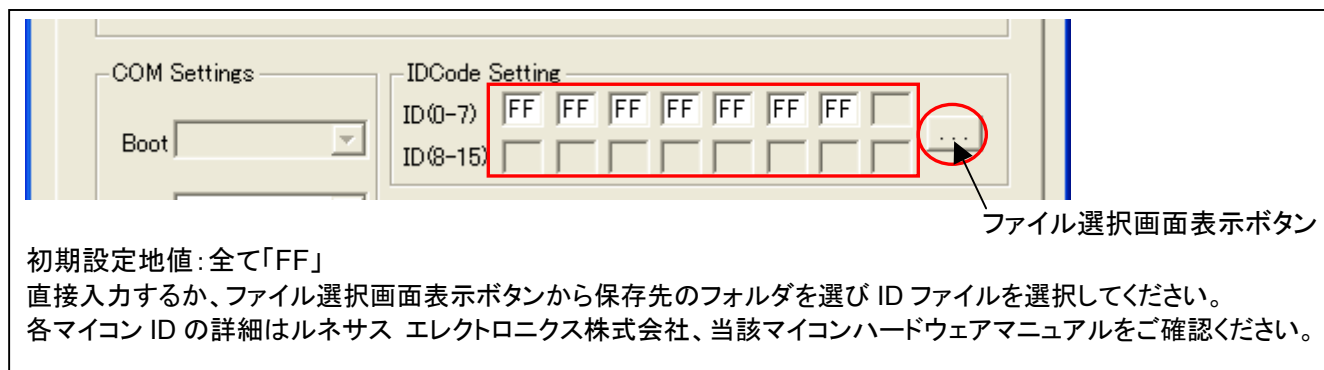 COM Settings
IDCode Setting
ID(0-7) FF FF FF FF FF FF FF
Boot
...
ID(8-15)
ファイル選択画面表示ボタン
初期設定地値：全て「FF」
直接入力するか、ファイル選択画面表示ボタンから保存先のフォルダを選び ID ファイルを選択してください。
各マイコン ID の詳細はルネサス エレクトロニクス株式会社、当該マイコンハードウェアマニュアルをご確認ください。